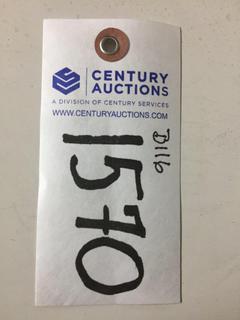 CENTURY
AUCTIONS
A DIVISION OF CENTURY SERVICES
WWW.CENTURYAUCTIONS.COM
D116
1570